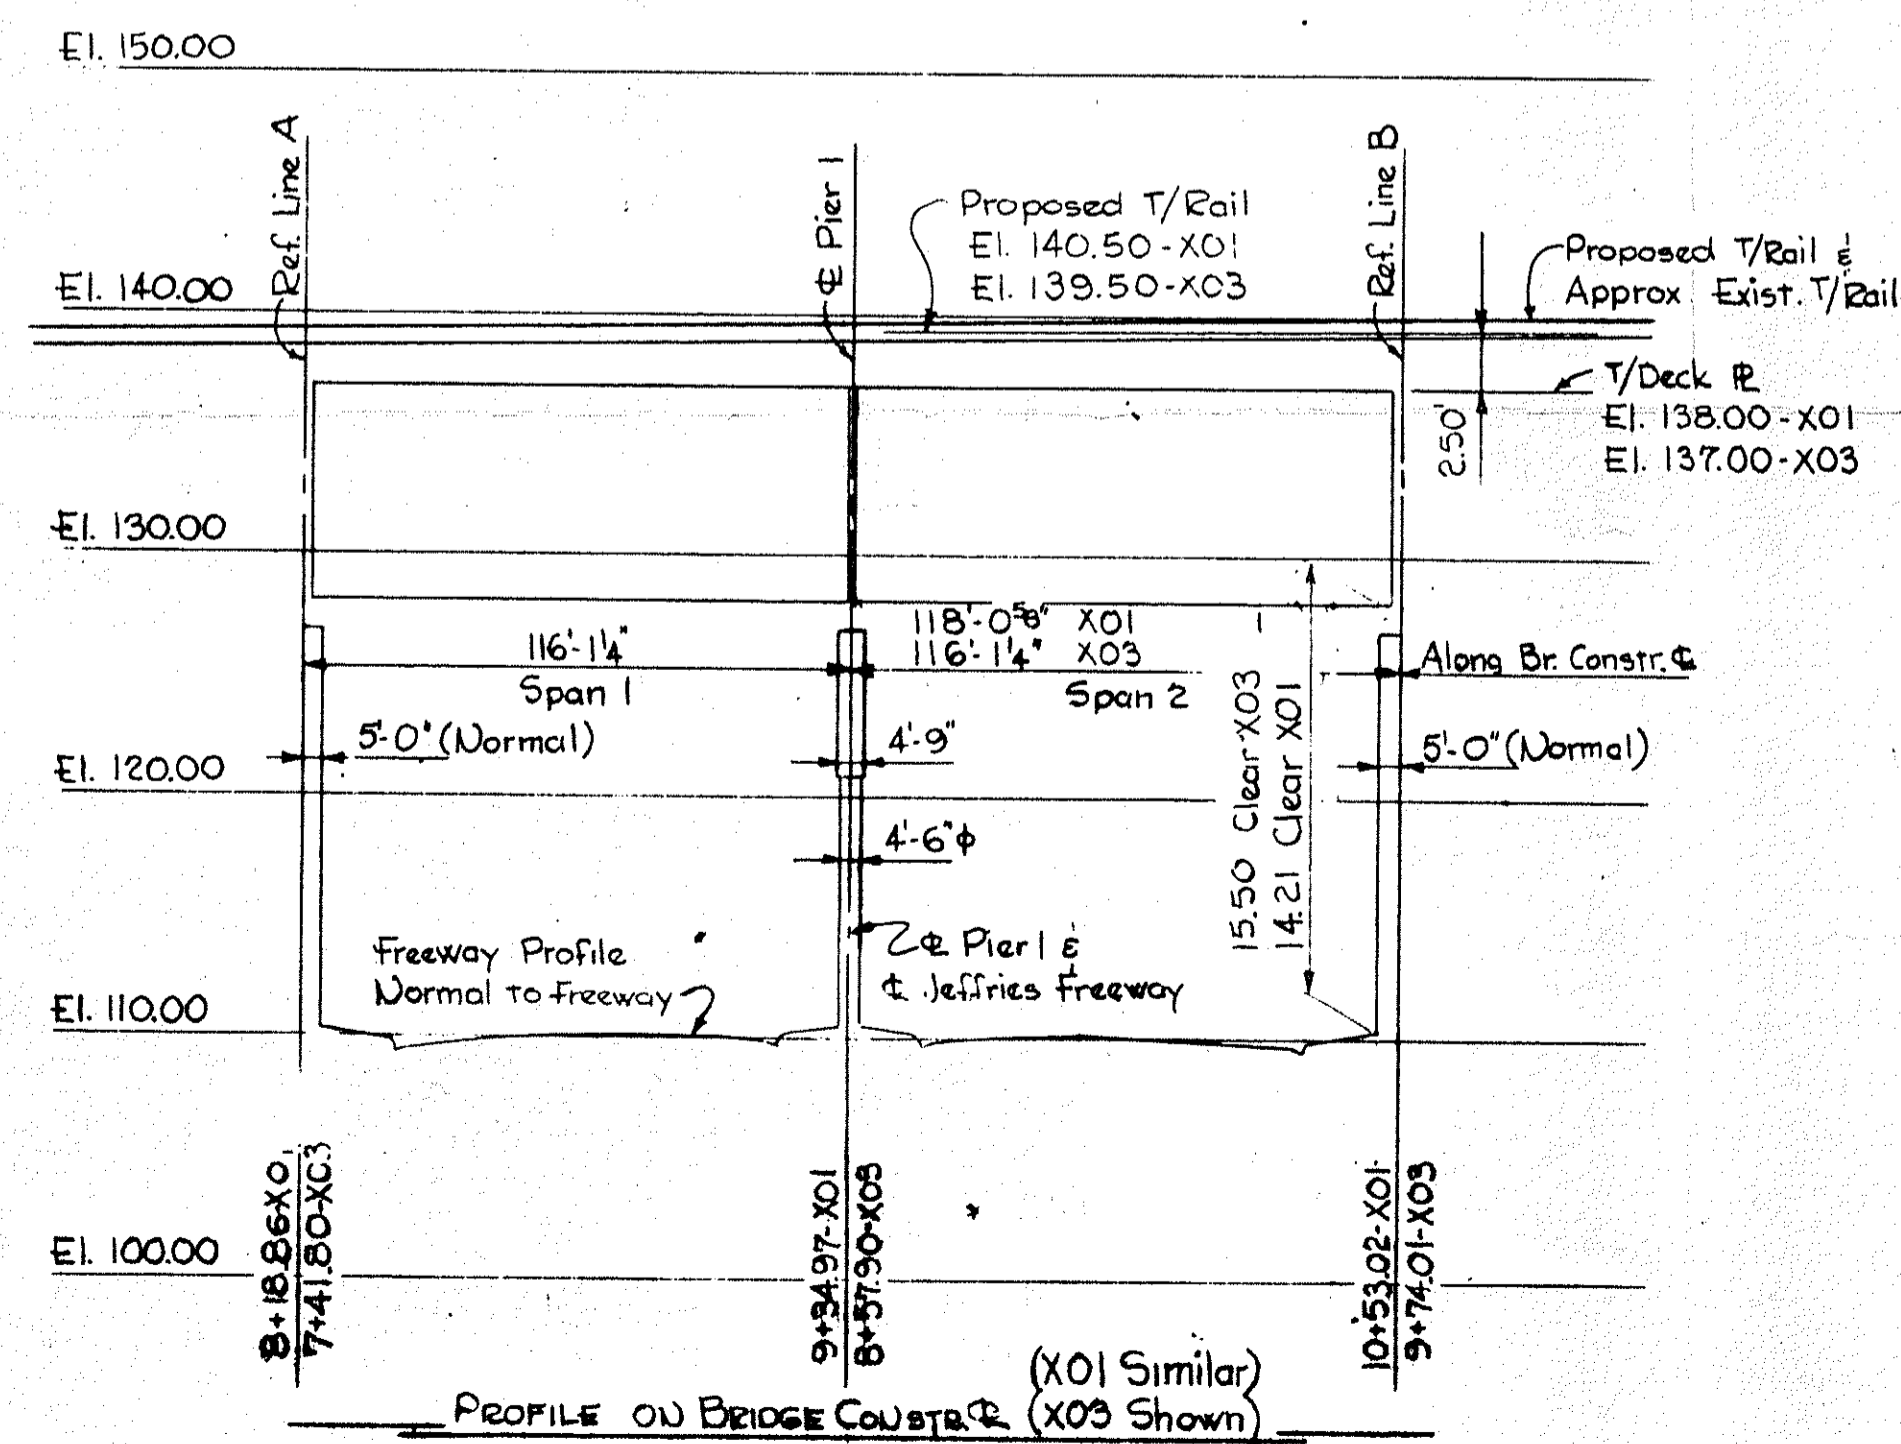 El. 150.00
Ref. Line A
℄ Pier 1
Ref. Line B
Proposed T/Rail
El. 140.50-X01
El. 139.50-X03
Proposed T/Rail &
Approx Exist. T/Rail
El. 140.00
T/Deck ℞
El. 138.00-X01
El. 137.00-X03
2.50'
El. 130.00
118'-0⅝" X01
116'-1¼" X03
116'-1¼"
Span 1
Span 2
Along Br. Constr. ℄
5'-0" (Normal)
4'-9"
5'-0" (Normal)
El. 120.00
15.50 Clear X03
14.21 Clear X01
4'-6" ϕ
Freeway Profile
Normal To Freeway
℄ Pier 1 &
℄ Jeffries Freeway
El. 110.00
8+18.86-X01
7+41.80-X03
9+34.97-X01
8+57.90-X03
10+53.02-X01
9+74.01-X03
El. 100.00
(X01 Similar)
PROFILE ON BRIDGE CONSTR. ℄ (X03 Shown)